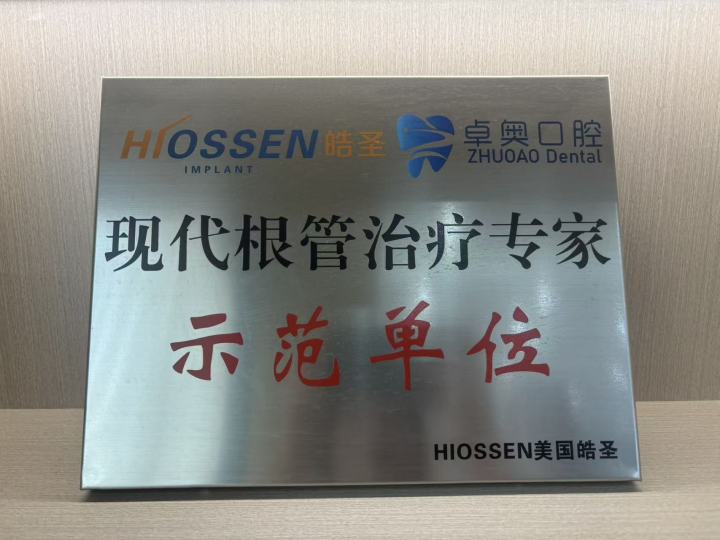 HIOSSEN皓圣 卓奥口腔
IMPLANT ZHUOAO Dental
现代根管治疗专家
示范单位
HIOSSEN美国皓圣